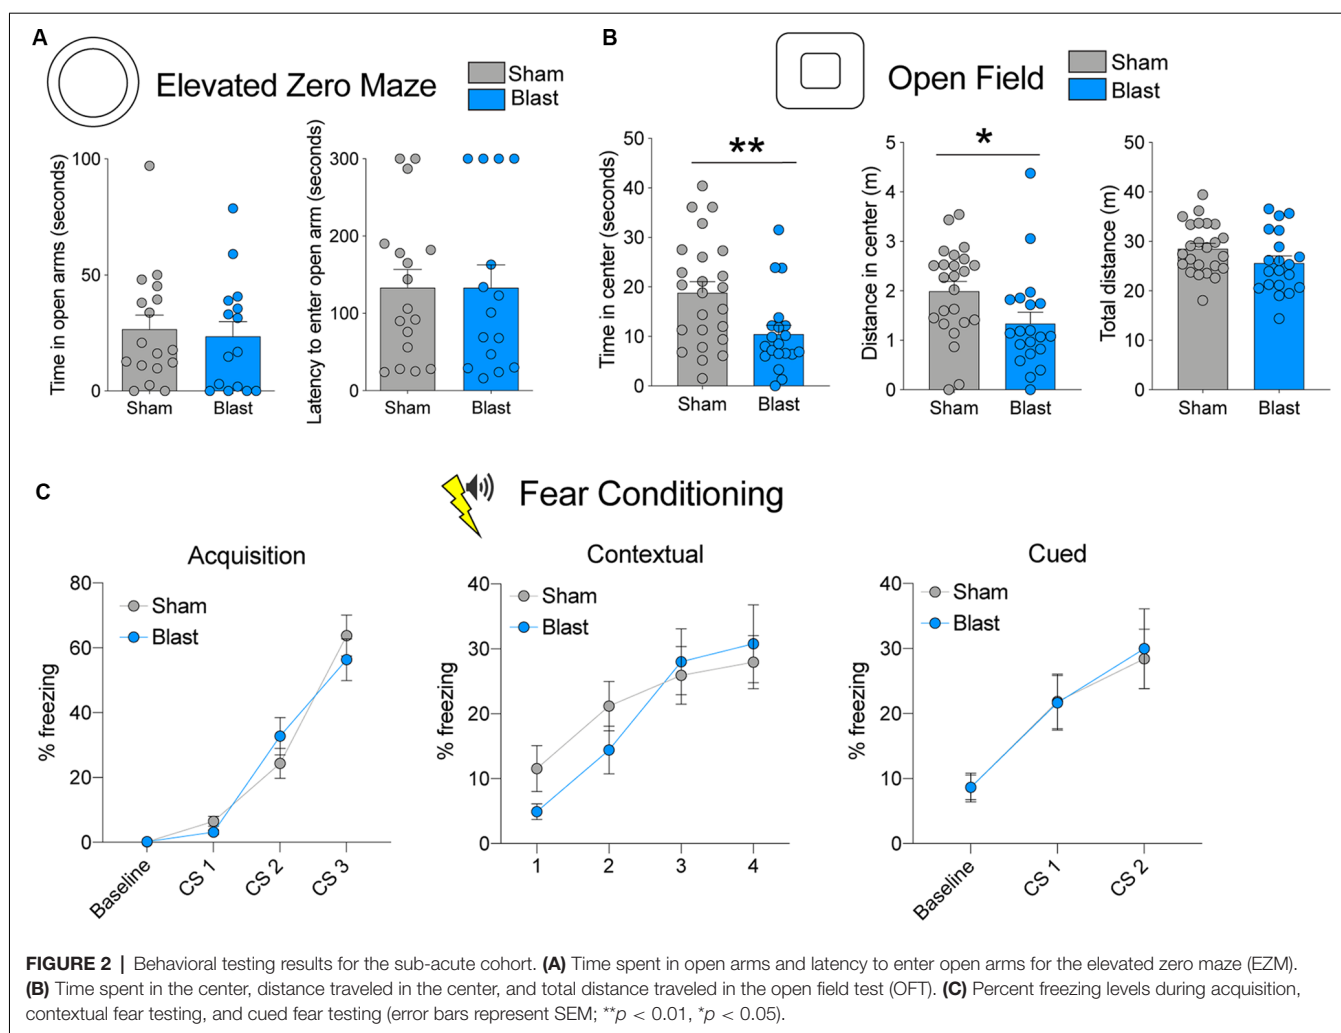 A
Elevated Zero Maze
Sham
Blast
Time in open arms (seconds)
100
50
0
Sham
Blast
Latency to enter open arm (seconds)
300
200
100
0
Sham
Blast
B
Open Field
Sham
Blast
Time in center (seconds)
50
40
30
20
10
0
**
Sham
Blast
Distance in center (m)
5
4
3
2
1
0
*
Sham
Blast
Total distance (m)
50
40
30
20
10
0
Sham
Blast
C
Fear Conditioning
Acquisition
% freezing
80
60
40
20
0
Sham
Blast
Baseline
CS 1
CS 2
CS 3
Contextual
% freezing
40
30
20
10
0
Sham
Blast
1
2
3
4
Cued
% freezing
40
30
20
10
0
Sham
Blast
Baseline
CS 1
CS 2
FIGURE 2 | Behavioral testing results for the sub-acute cohort. (A) Time spent in open arms and latency to enter open arms for the elevated zero maze (EZM).
(B) Time spent in the center, distance traveled in the center, and total distance traveled in the open field test (OFT). (C) Percent freezing levels during acquisition,
contextual fear testing, and cued fear testing (error bars represent SEM; **p < 0.01, *p < 0.05).